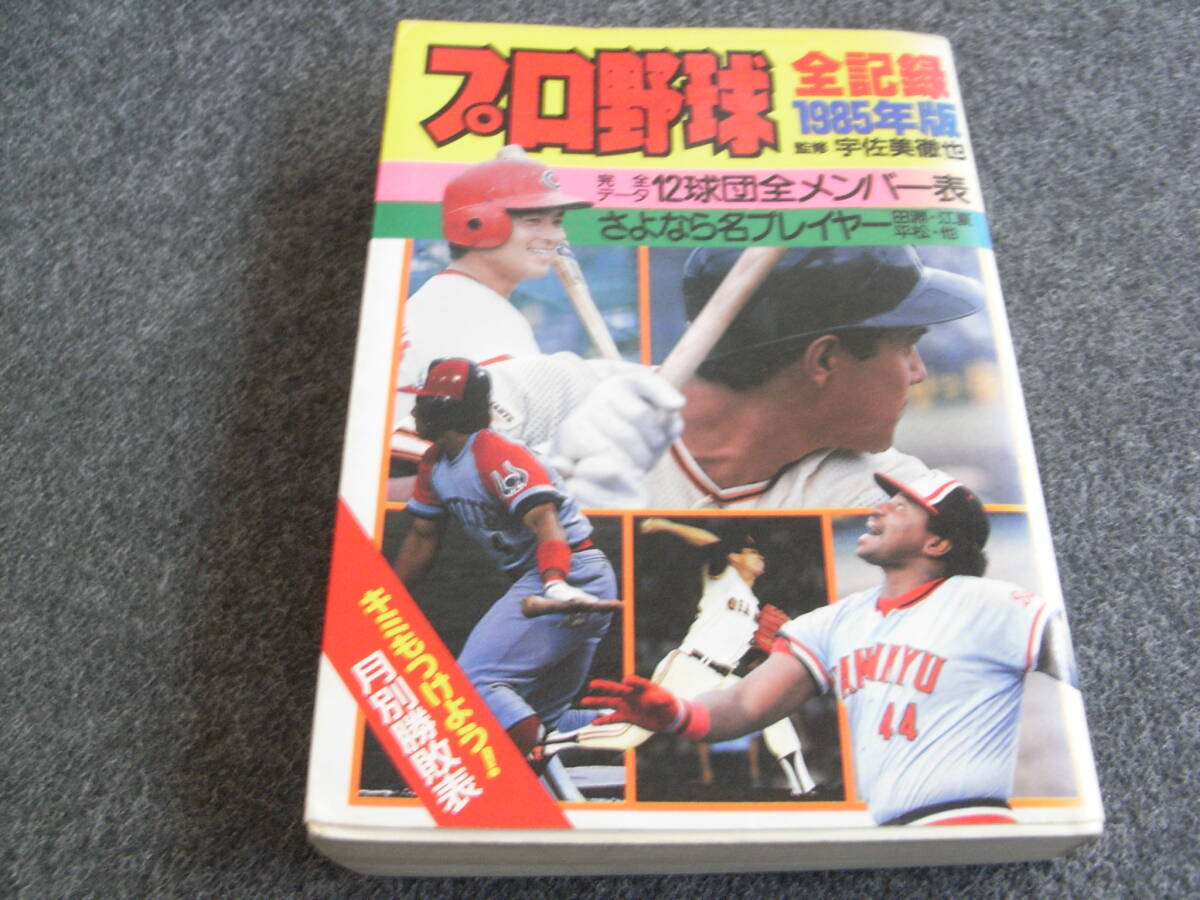 プロ野球
全記録
1985年版
監修 宇佐美徹也
完全データ 12球団全メンバー表
さよなら名プレイヤー 田淵・江夏
平松・他
キミもつけよう!!
月別勝敗表
C
GIA
NANKAI
44